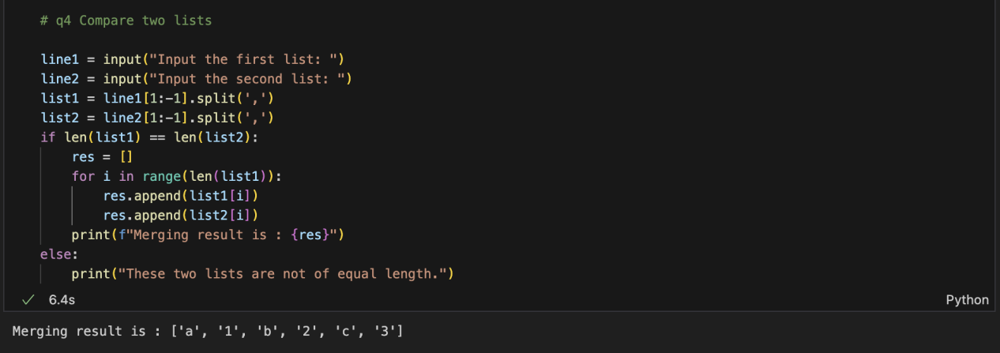 # q4 Compare two lists
line1 = input("Input the first list: ")
line2 = input("Input the second list: ")
list1 = line1[1:-1].split(',')
list2 = line2[1:-1].split(',')
if len(list1) == len(list2):
    res = []
    for i in range(len(list1)):
        res.append(list1[i])
        res.append(list2[i])
    print(f"Merging result is : {res}")
else:
    print("These two lists are not of equal length.")
6.4s Python
Merging result is : ['a', '1', 'b', '2', 'c', '3']